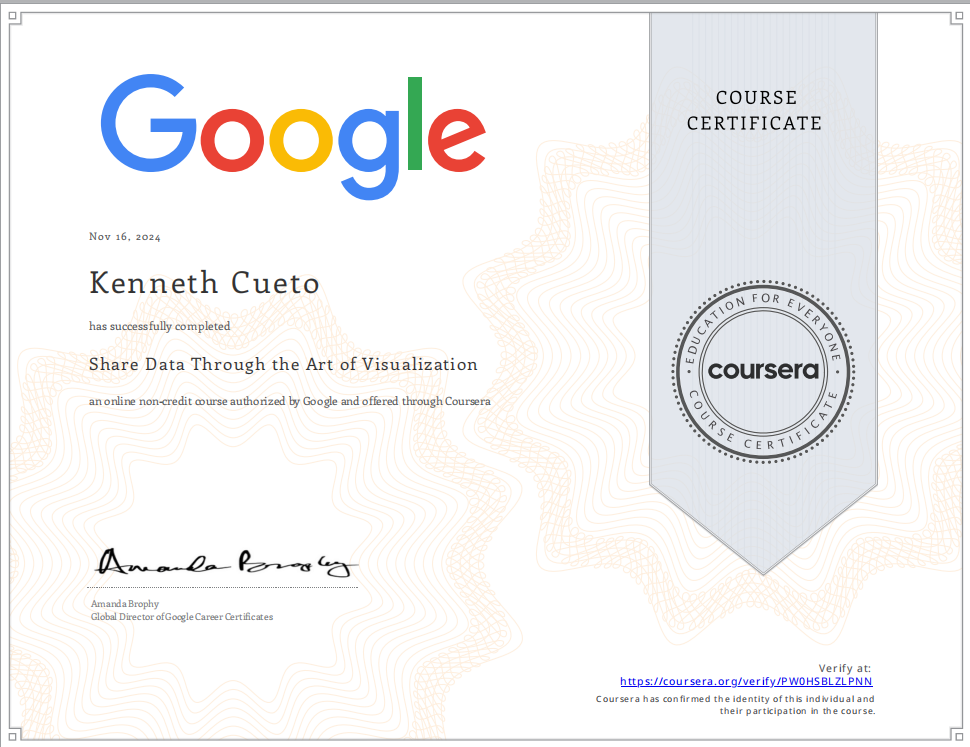 Google
COURSE
CERTIFICATE
Nov 16, 2024
Kenneth Cueto
has successfully completed
Share Data Through the Art of Visualization
an online non-credit course authorized by Google and offered through Coursera
EDUCATION FOR EVERYONE
coursera
COURSE CERTIFICATE
Amanda Brophy
Amanda Brophy
Global Director of Google Career Certificates
Verify at:
https://coursera.org/verify/PW0HSBLZLPNN
Coursera has confirmed the identity of this individual and
their participation in the course.